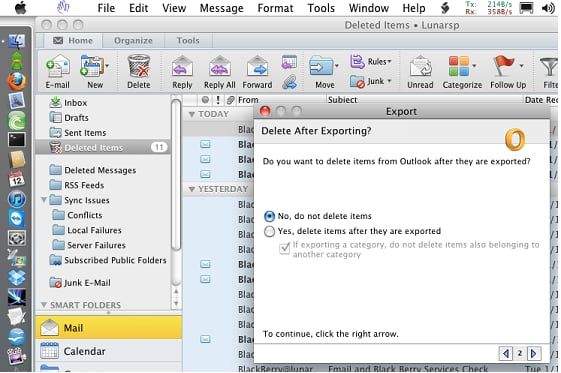 View Message Format Tools Window Help Tx: 214B/s
Rx: 358B/s
Deleted Items • Lunarsp
Home Organize Tools
E-mail New Delete Reply Reply All Forward Move Rules Junk Unread Categorize Follow Up
Inbox
Drafts
Sent Items
Deleted Items 11
Deleted Messages
RSS Feeds
Sync Issues
Conflicts
Local Failures
Server Failures
Subscribed Public Folders
Junk E-Mail
SMART FOLDERS
Mail
Calendar
! From Subject Date Rec
TODAY
YESTERDAY
Export
Delete After Exporting?
Do you want to delete items from Outlook after they are exported?
No, do not delete items
Yes, delete items after they are exported
If exporting a category, do not delete items also belonging to
another category
To continue, click the right arrow.
2
BlackBerry@lunar Email and Black Berry Services Check Tue 1/1